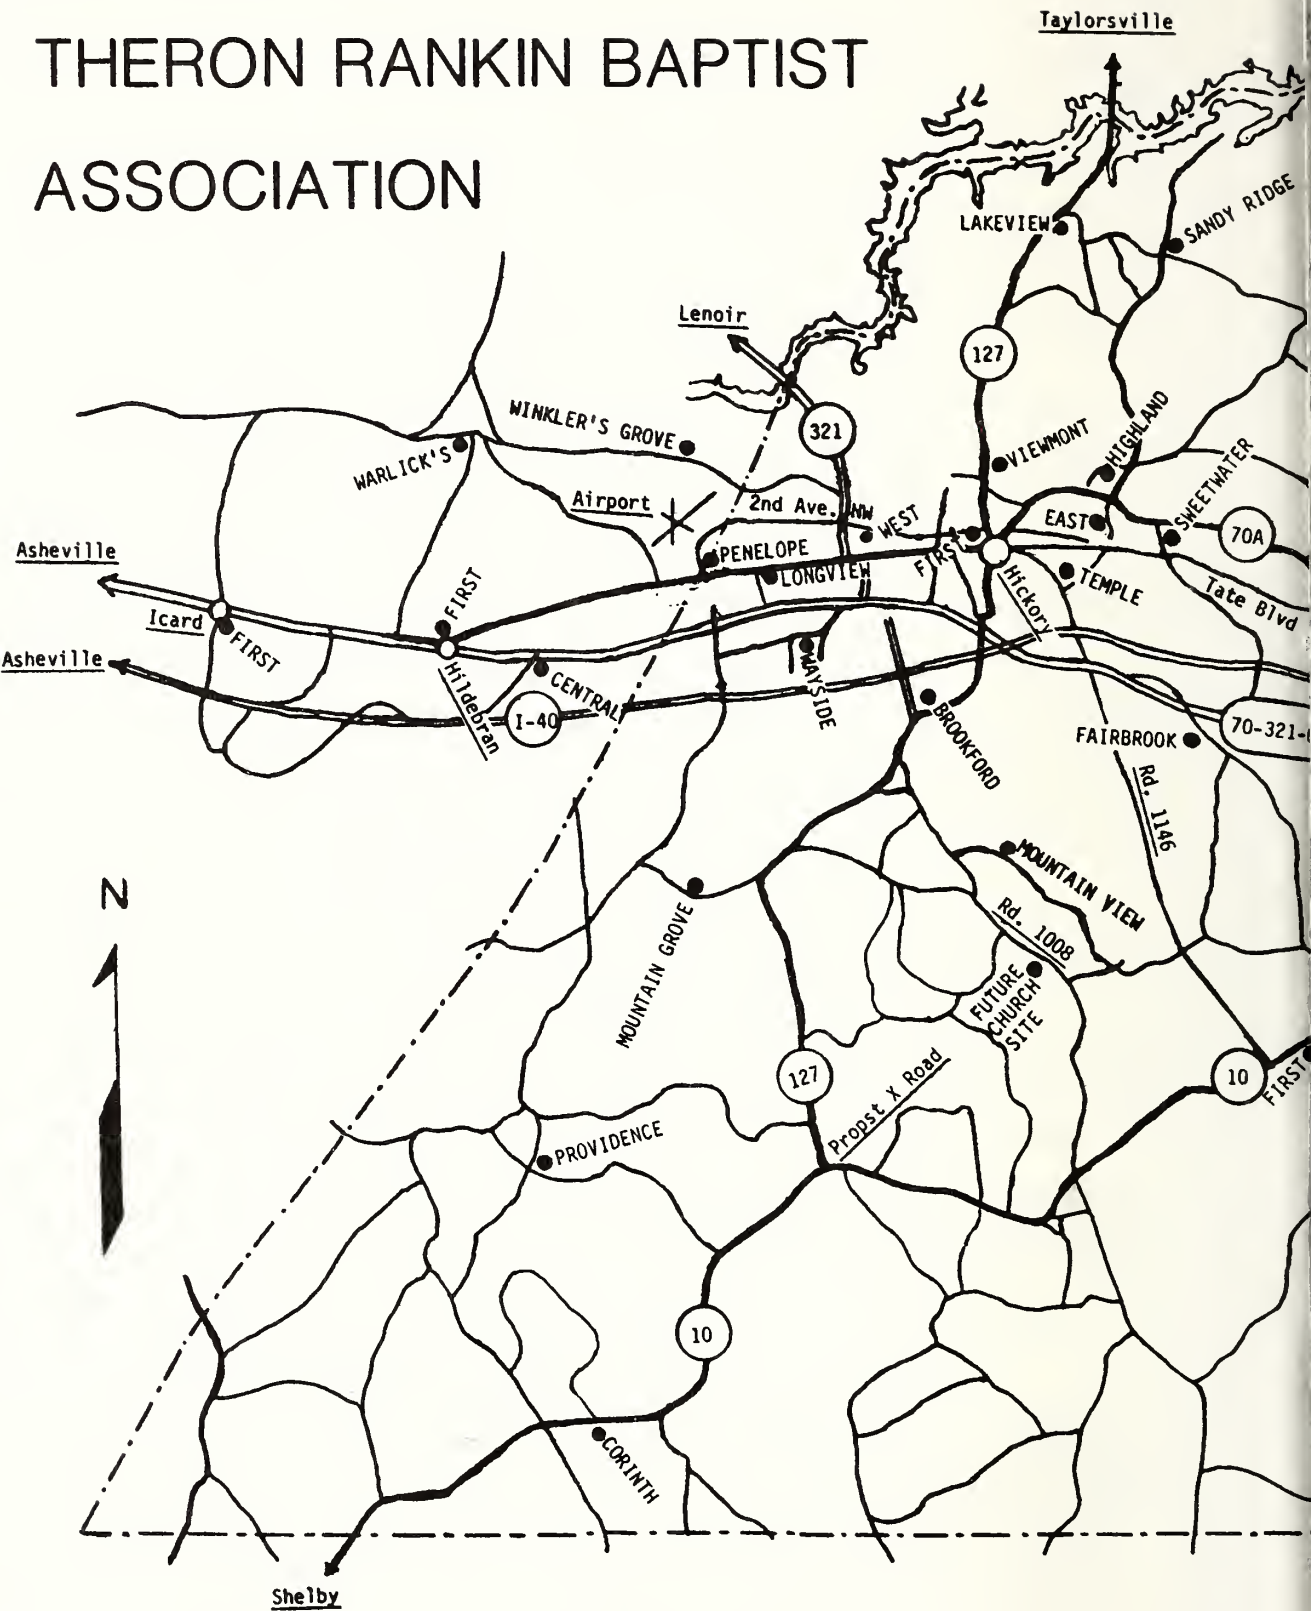 Taylorsville
THERON RANKIN BAPTIST
ASSOCIATION
LAKEVIEW
SANDY RIDGE
Lenoir
127
WINKLER'S GROVE
321
VIEWMONT
HIGHLAND
WARLICK'S
SWEETWATER
Airport
2nd Ave. NW
WEST
EAST
70A
Asheville
PENELOPE
FIRST
LONGVIEW
Hickory
TEMPLE
Tate Blvd
Icard
FIRST
FIRST
Asheville
Hildebran
CENTRAL
I-40
WAYSIDE
BROOKFORD
FAIRBROOK
70-321-
Rd. 1146
MOUNTAIN VIEW
N
MOUNTAIN GROVE
Rd. 1008
FUTURE
CHURCH
SITE
127
Propst X Road
10
FIRST
PROVIDENCE
10
CORINTH
Shelby